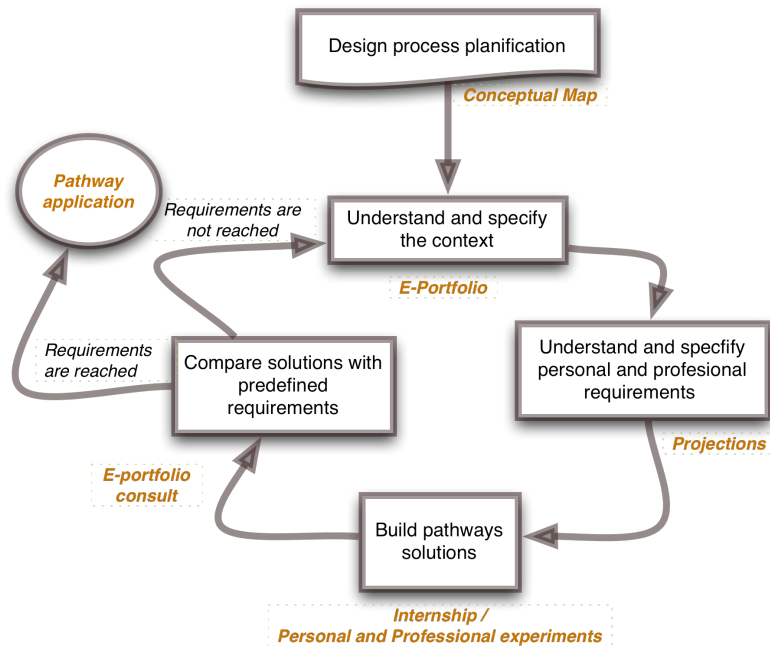 Design process planification
Conceptual Map
Pathway
application
Requirements are
not reached
Understand and specify
the context
E-Portfolio
Requirements
are reached
Compare solutions with
predefined
requirements
Understand and specfify
personal and profesional
requirements
Projections
E-portfolio
consult
Build pathways
solutions
Internship /
Personal and Professional experiments